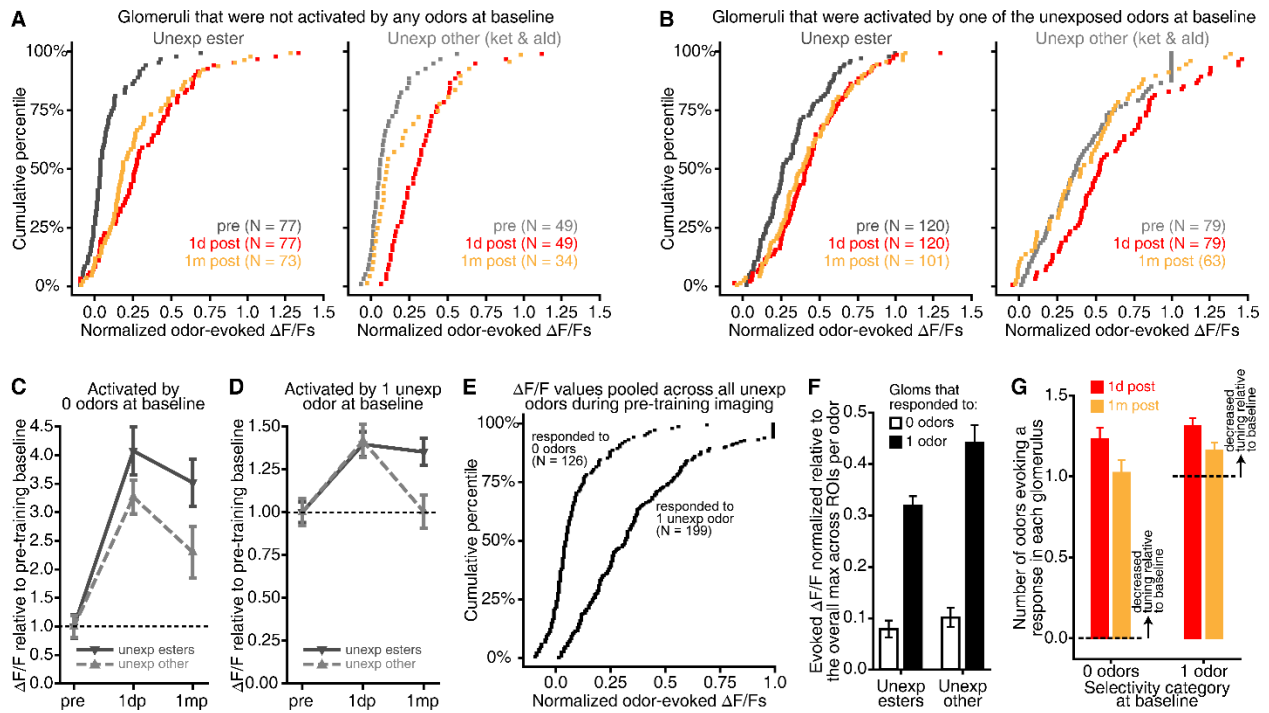 A
Glomeruli that were not activated by any odors at baseline
Unexp ester
Unexp other (ket & ald)
Cumulative percentile
100%
75%
50%
25%
0%
pre (N = 77)
1d post (N = 77)
1m post (N = 73)
pre (N = 49)
1d post (N = 49)
1m post (N = 34)
0.0 0.25 0.5 0.75 1.0 1.25 1.5
0.0 0.25 0.5 0.75 1.0 1.25 1.5
Normalized odor-evoked ΔF/Fs
Normalized odor-evoked ΔF/Fs
B
Glomeruli that were activated by one of the unexposed odors at baseline
Unexp ester
Unexp other (ket & ald)
Cumulative percentile
100%
75%
50%
25%
0%
pre (N = 120)
1d post (N = 120)
1m post (N = 101)
pre (N = 79)
1d post (N = 79)
1m post (63)
0.0 0.25 0.5 0.75 1.0 1.25 1.5
0.0 0.25 0.5 0.75 1.0 1.25 1.5
Normalized odor-evoked ΔF/Fs
Normalized odor-evoked ΔF/Fs
C
Activated by
0 odors at baseline
ΔF/F relative to pre-training baseline
4.5
4.0
3.5
3.0
2.5
2.0
1.5
1.0
0.5
0.0
unexp esters
unexp other
pre 1dp 1mp
D
Activated by 1 unexp
odor at baseline
ΔF/F relative to pre-training baseline
1.50
1.25
1.00
0.75
0.50
0.25
0.00
unexp esters
unexp other
pre 1dp 1mp
E
ΔF/F values pooled across all unexp
odors during pre-training imaging
Cumulative percentile
100%
75%
50%
25%
0%
responded to
0 odors
(N = 126)
responded to
1 unexp odor
(N = 199)
0.0 0.25 0.5 0.75 1.0
Normalized odor-evoked ΔF/Fs
F
Gloms that
responded to:
0 odors
1 odor
Evoked ΔF/F normalized relative to
the overall max across ROIs per odor
0.5
0.4
0.3
0.2
0.1
0.0
Unexp
esters
Unexp
other
G
1d post
1m post
Number of odors evoking a
response in each glomerulus
1.5
1.0
0.5
0.0
decreased
tuning relative
to baseline
decreased
tuning relative
to baseline
0 odors 1 odor
Selectivity category
at baseline